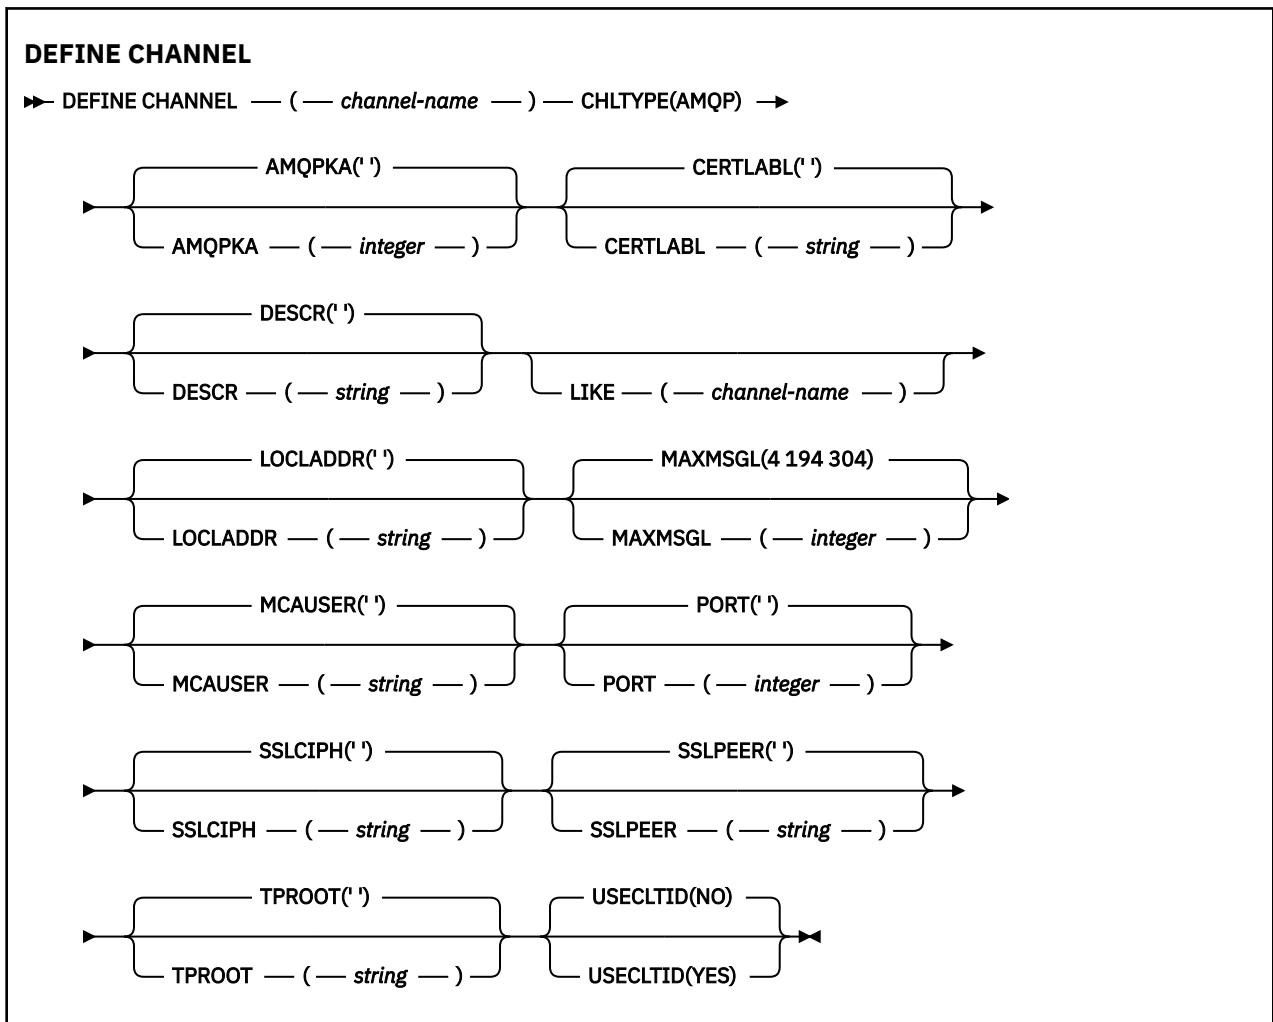 DEFINE CHANNEL
DEFINE CHANNEL ( channel-name ) CHLTYPE(AMQP)
AMQPKA(' ') CERTLABL(' ')
AMQPKA ( integer ) CERTLABL ( string )
DESCR(' ')
DESCR ( string ) LIKE ( channel-name )
LOCLADDR(' ') MAXMSGL(4 194 304)
LOCLADDR ( string ) MAXMSGL ( integer )
MCAUSER(' ') PORT(' ')
MCAUSER ( string ) PORT ( integer )
SSLCIPH(' ') SSLPEER(' ')
SSLCIPH ( string ) SSLPEER ( string )
TPROOT(' ') USECLTID(NO)
TPROOT ( string ) USECLTID(YES)